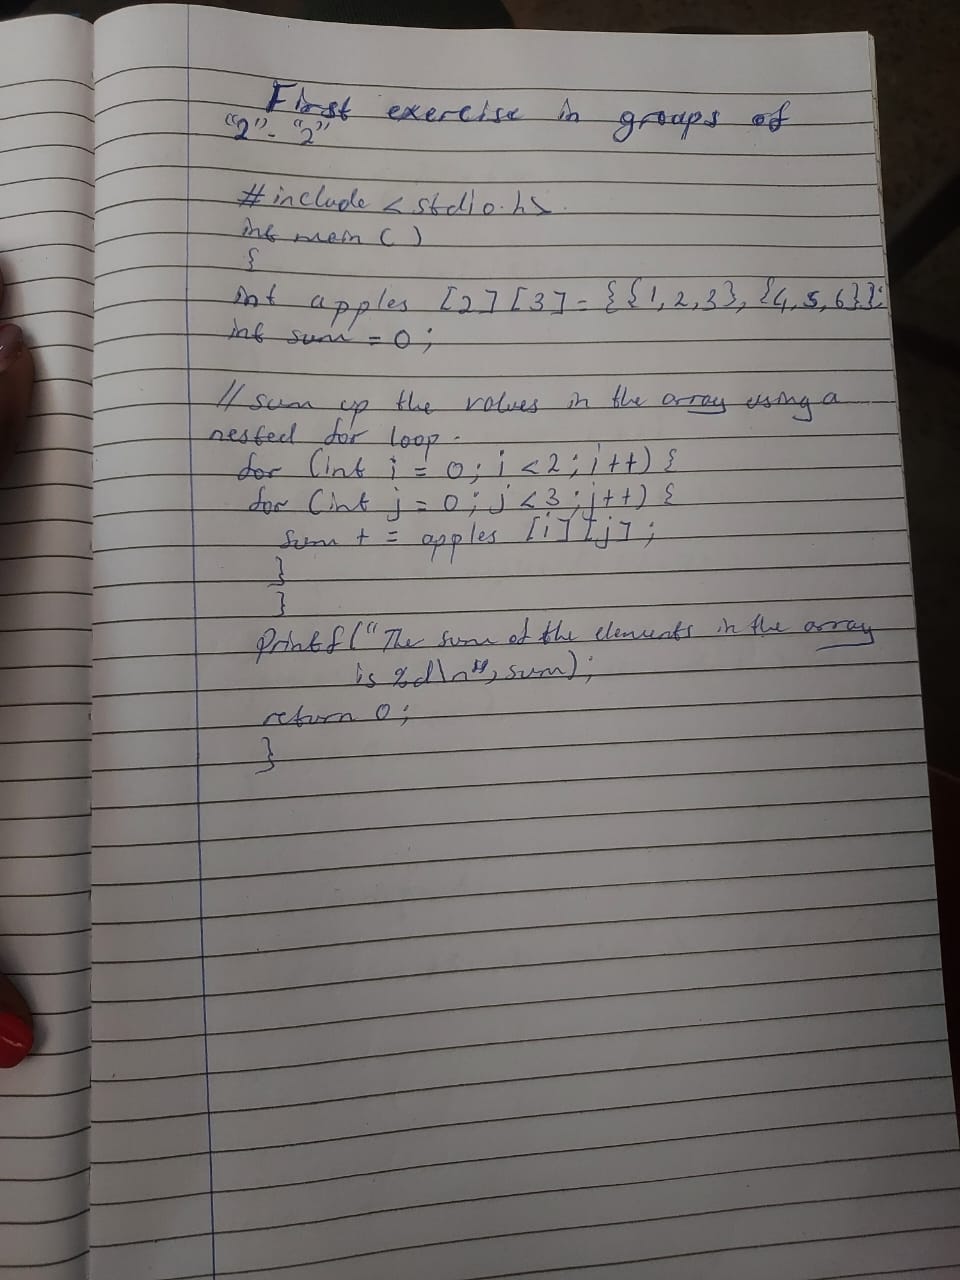 First exercise in groups of
"2" - "2"
#include <stdio.h>
int main ( )
{
int apples [2] [3] = { { 1, 2, 3 }, { 4, 5, 6 } };
int sum = 0 ;
// sum up the values in the array using a
nested for loop.
for (int i = 0; i < 2; i ++) {
for (int j = 0; j < 3; j ++) {
sum + = apples [i] [j] ;
}
}
printf ("The sum of the elements in the array
is %d\n", sum);
return 0;
}